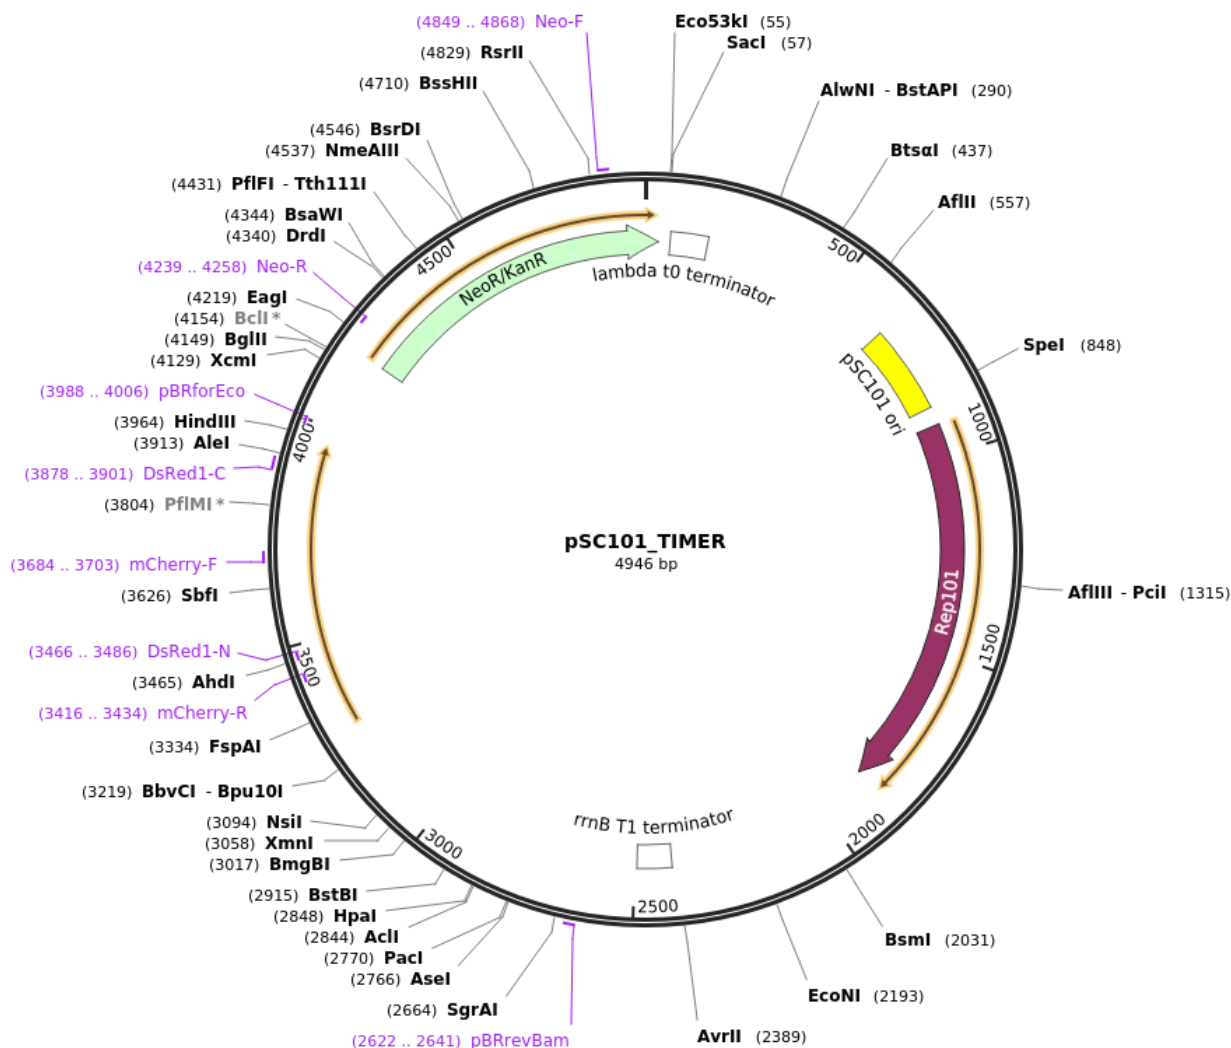 (4849 .. 4868) Neo-F
Eco53kI (55)
(4829) RsrII
SacI (57)
(4710) BssHII
AlwNI - BstAPI (290)
(4546) BsrDI
(4537) NmeAIII
BtsαI (437)
(4431) PflFI - Tth111I
(4344) BsaWI
AflII (557)
(4340) DrdI
500
4500
(4239 .. 4258) Neo-R
NeoR/KanR
lambda t0 terminator
(4219) EagI
(4154) BclI *
(4149) BglII
SpeI (848)
(4129) XcmI
(3988 .. 4006) pBRforEco
pSC101 ori
1000
(3964) HindIII
4000
(3913) AleI
(3878 .. 3901) DsRed1-C
(3804) PflMI *
pSC101_TIMER
4946 bp
(3684 .. 3703) mCherry-F
(3626) SbfI
AflIII - PciI (1315)
Rep101
1500
(3466 .. 3486) DsRed1-N
3500
(3465) AhdI
(3416 .. 3434) mCherry-R
(3334) FspAI
(3219) BbvCI - Bpu10I
rrnB T1 terminator
(3094) NsiI
2000
(3058) XmnI
3000
(3017) BmgBI
(2915) BstBI
2500
(2848) HpaI
(2844) AclI
BsmI (2031)
(2770) PacI
(2766) AseI
EcoNI (2193)
(2664) SgrAI
AvrII (2389)
(2622 .. 2641) pBRrevBam